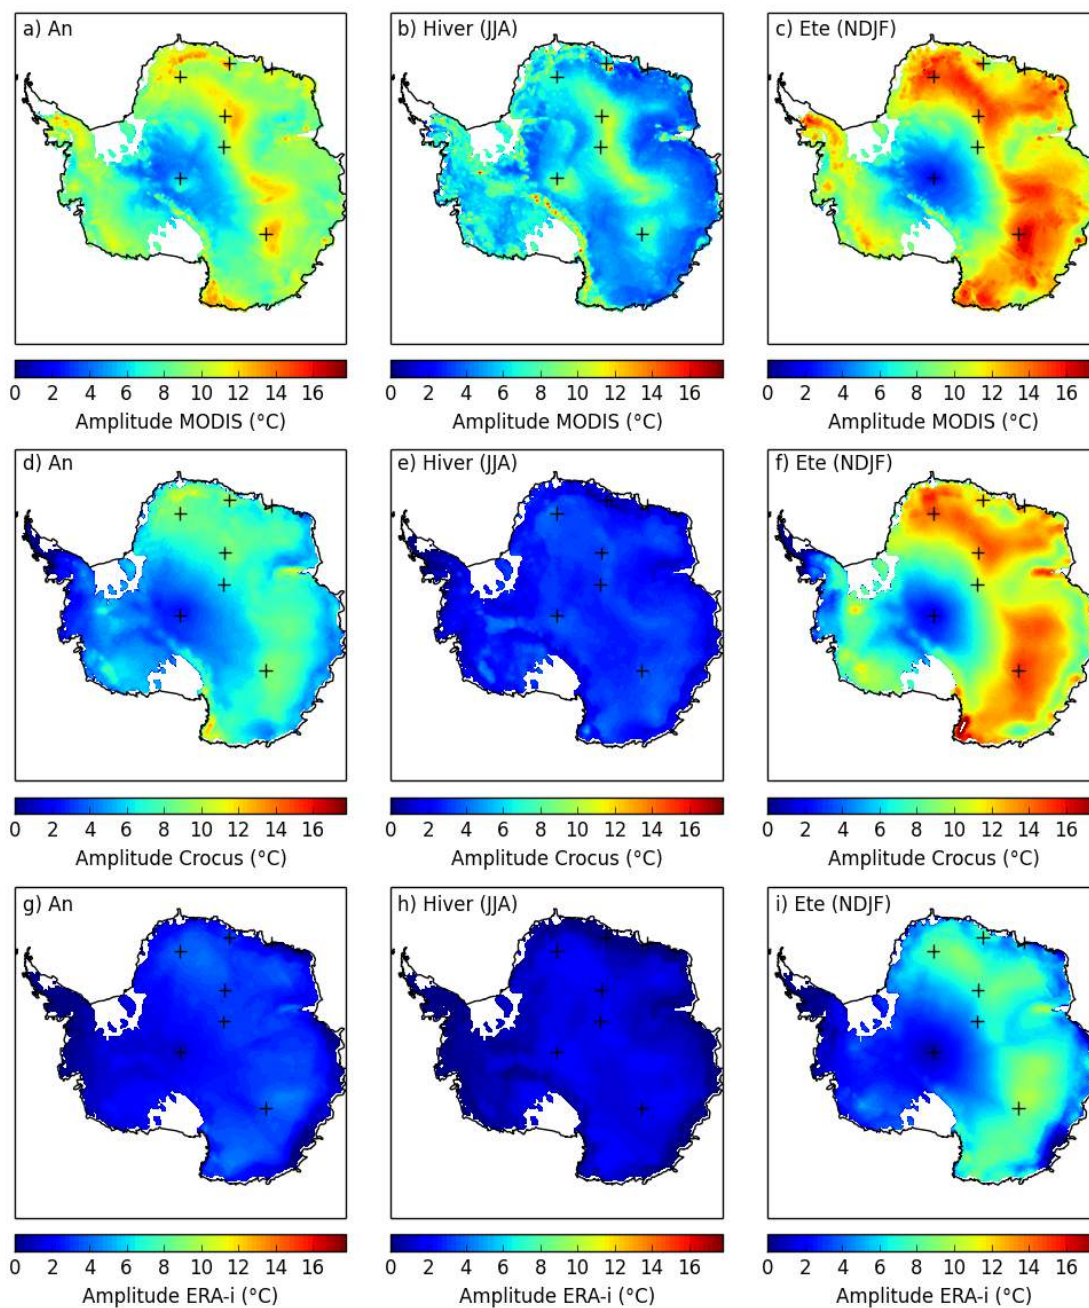 a) An
b) Hiver (JJA)
c) Ete (NDJF)
0 2 4 6 8 10 12 14 16
Amplitude MODIS (°C)
0 2 4 6 8 10 12 14 16
Amplitude MODIS (°C)
0 2 4 6 8 10 12 14 16
Amplitude MODIS (°C)
d) An
e) Hiver (JJA)
f) Ete (NDJF)
0 2 4 6 8 10 12 14 16
Amplitude Crocus (°C)
0 2 4 6 8 10 12 14 16
Amplitude Crocus (°C)
0 2 4 6 8 10 12 14 16
Amplitude Crocus (°C)
g) An
h) Hiver (JJA)
i) Ete (NDJF)
0 2 4 6 8 10 12 14 16
Amplitude ERA-i (°C)
0 2 4 6 8 10 12 14 16
Amplitude ERA-i (°C)
0 2 4 6 8 10 12 14 16
Amplitude ERA-i (°C)